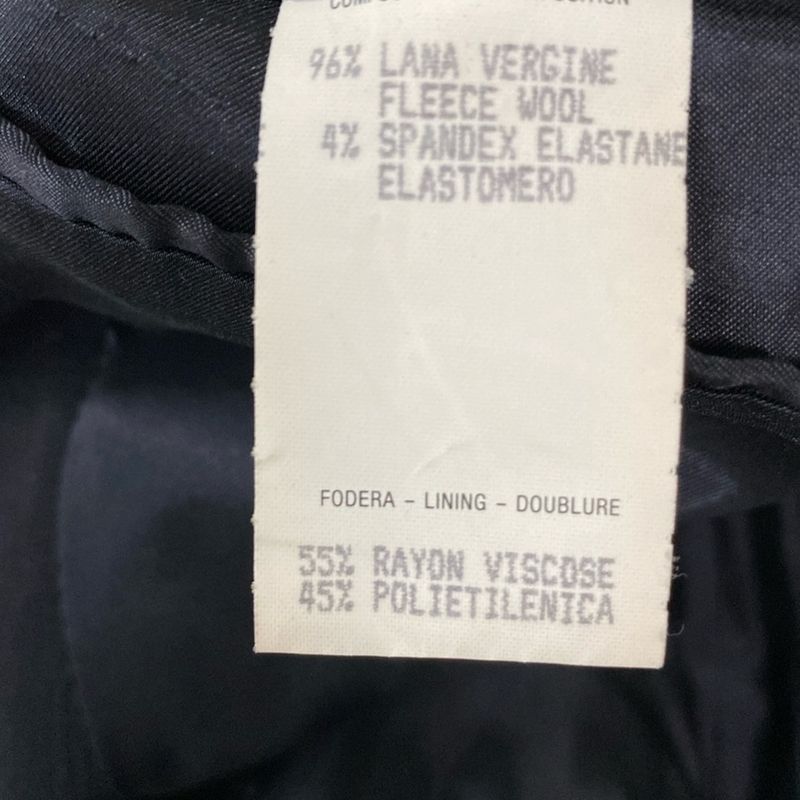 96% LANA VERGINE
FLEECE WOOL
4% SPANDEX ELASTANE
ELASTOMERO
FODERA - LINING - DOUBLURE
55% RAYON VISCOSE
45% POLIETILENICA